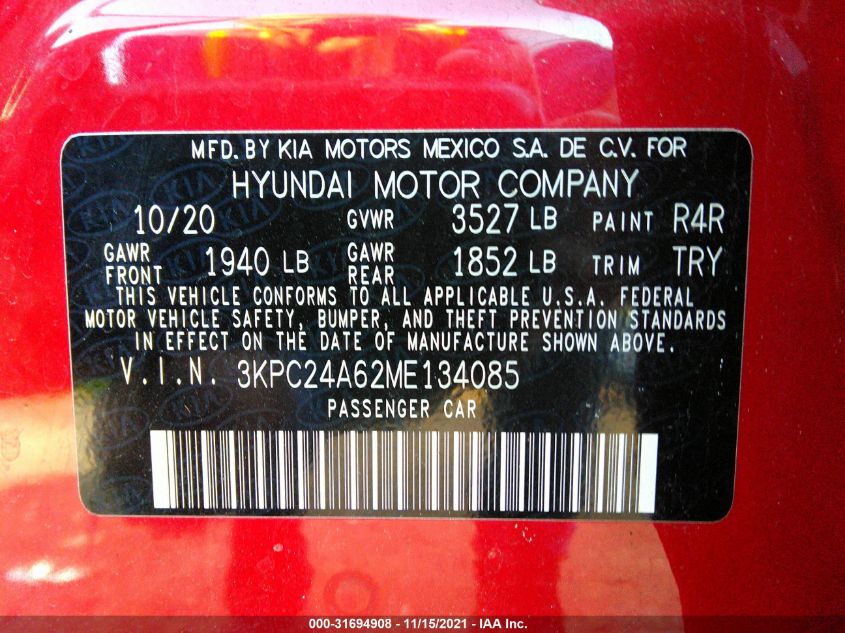 MFD. BY KIA MOTORS MEXICO S.A. DE C.V. FOR
HYUNDAI MOTOR COMPANY
10/20 GVWR 3527 LB PAINT R4R
GAWR FRONT 1940 LB GAWR REAR 1852 LB TRIM TRY
THIS VEHICLE CONFORMS TO ALL APPLICABLE U.S.A. FEDERAL
MOTOR VEHICLE SAFETY, BUMPER, AND THEFT PREVENTION STANDARDS
IN EFFECT ON THE DATE OF MANUFACTURE SHOWN ABOVE.
V.I.N. 3KPC24A62ME134085
PASSENGER CAR
000-31694908 - 11/15/2021 - IAA Inc.